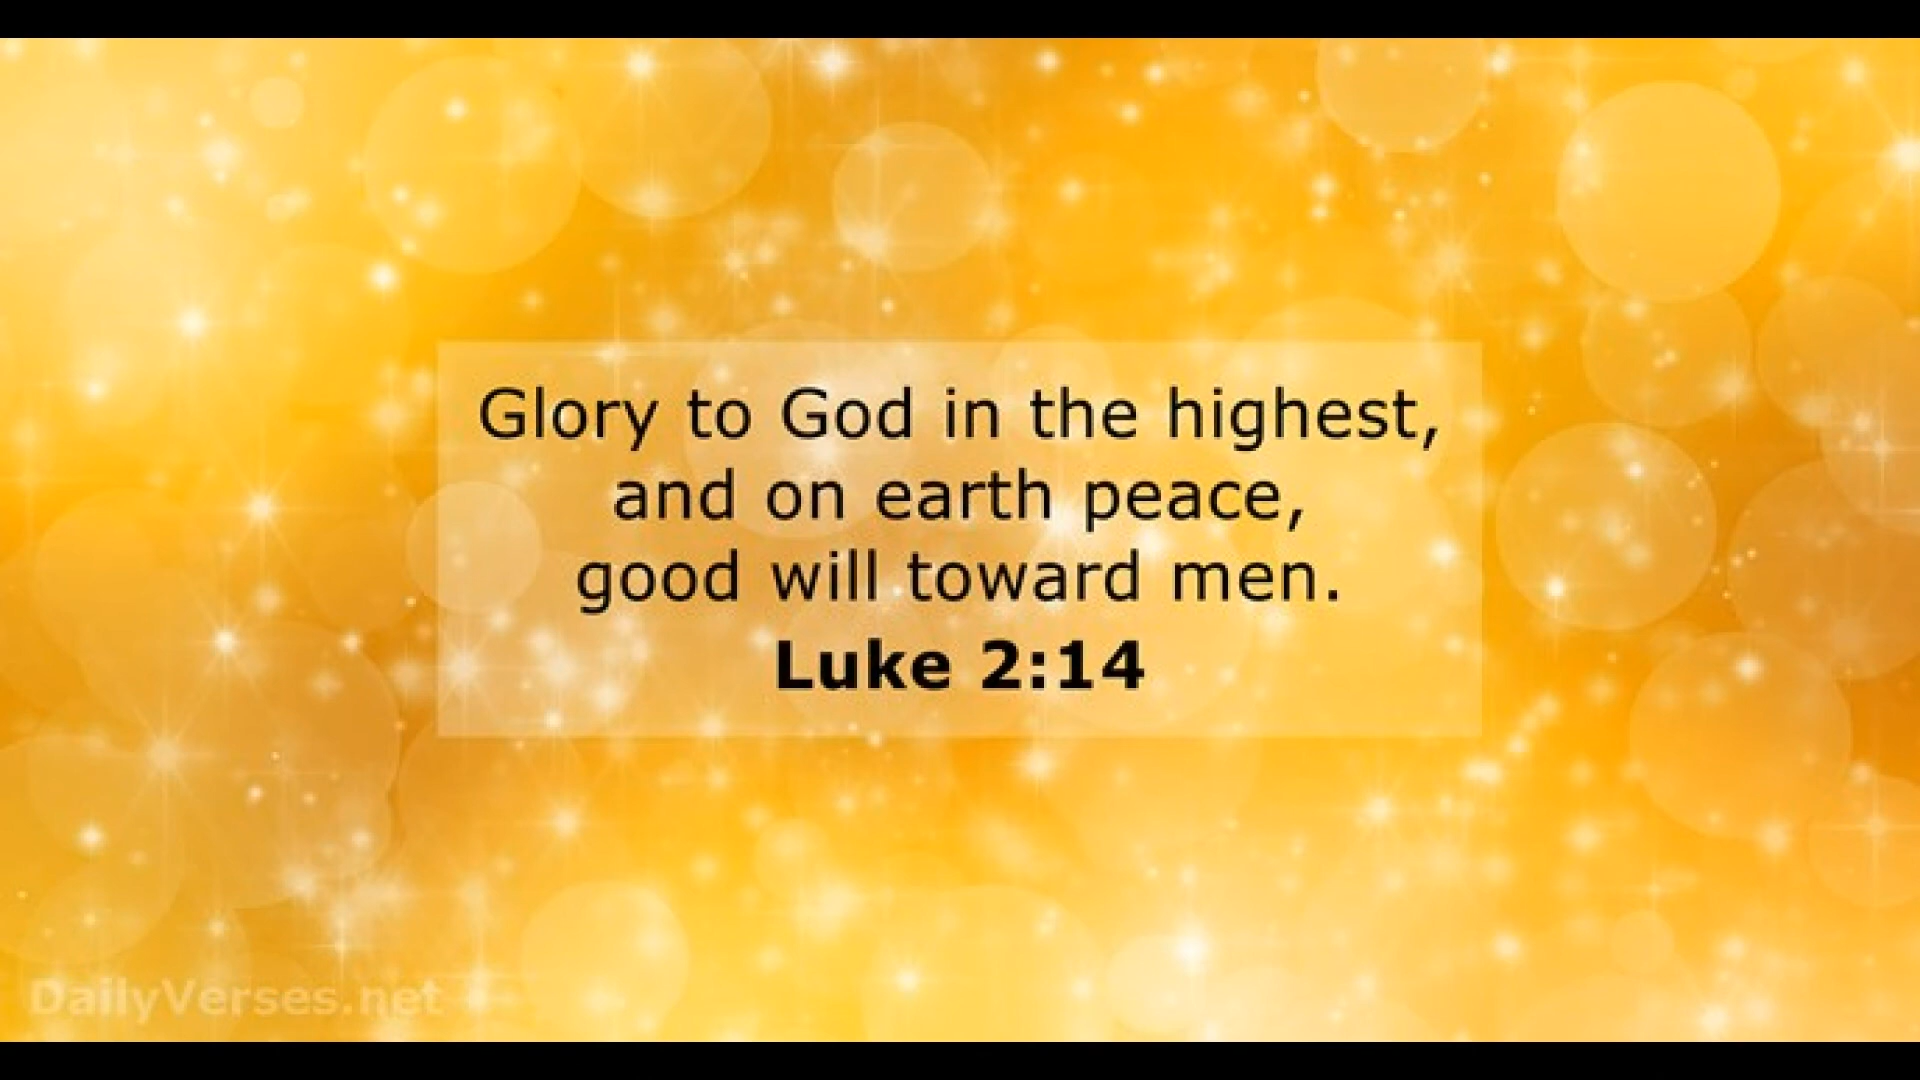 Glory to God in the highest,
and on earth peace,
good will toward men.
Luke 2:14
DailyVerses.net